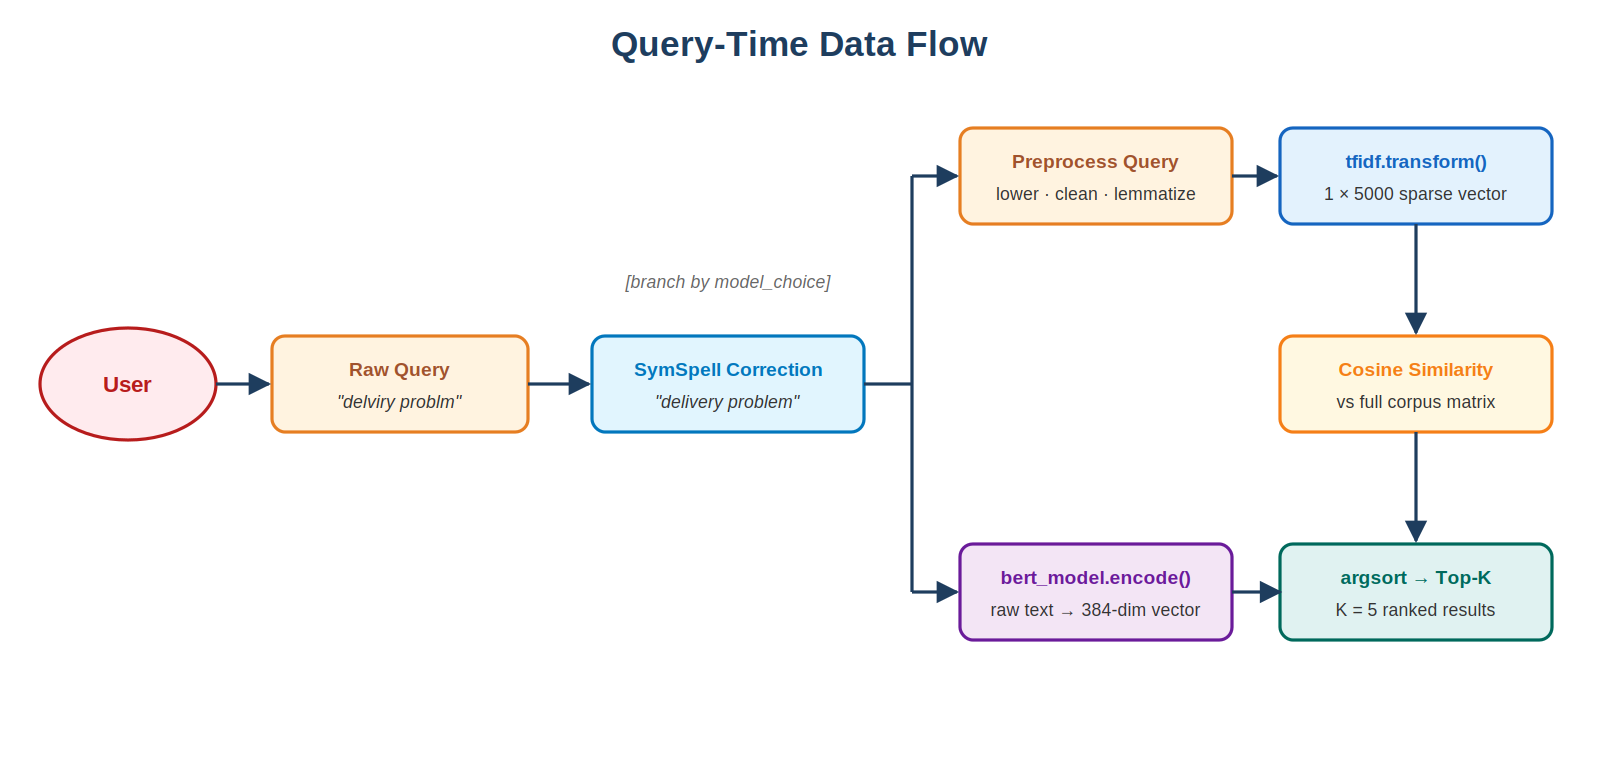 Query-Time Data Flow
User
Raw Query
"delviry problm"
[branch by model_choice]
SymSpell Correction
"delivery problem"
Preprocess Query
lower · clean · lemmatize
tfidf.transform()
1 × 5000 sparse vector
Cosine Similarity
vs full corpus matrix
bert_model.encode()
raw text → 384-dim vector
argsort → Top-K
K = 5 ranked results